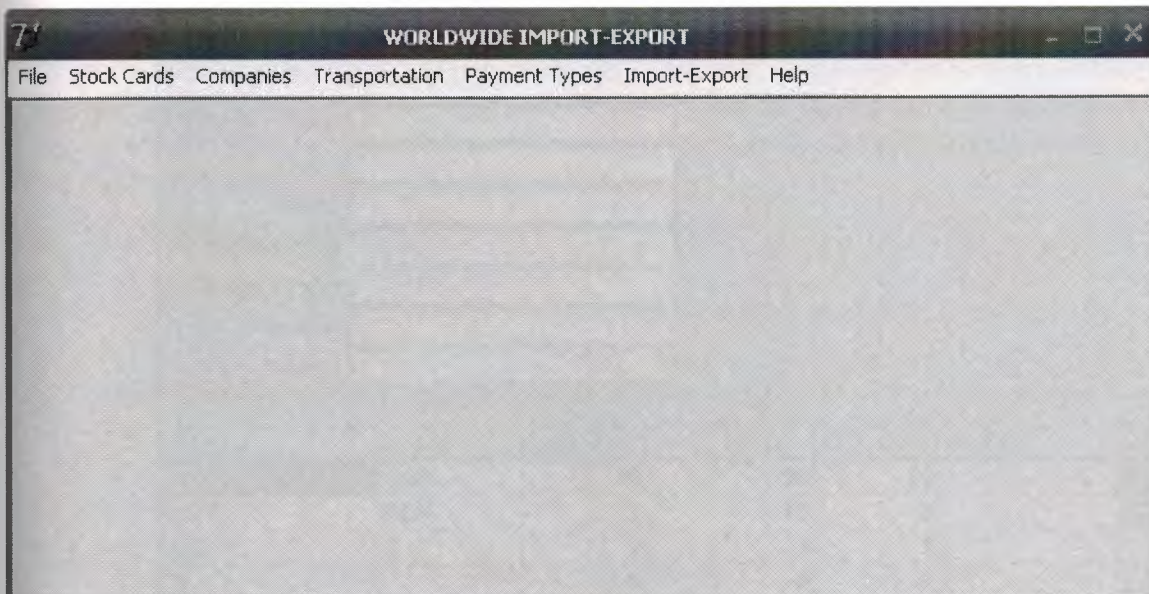 WORLDWIDE IMPORT-EXPORT
File Stock Cards Companies Transportation Payment Types Import-Export Help